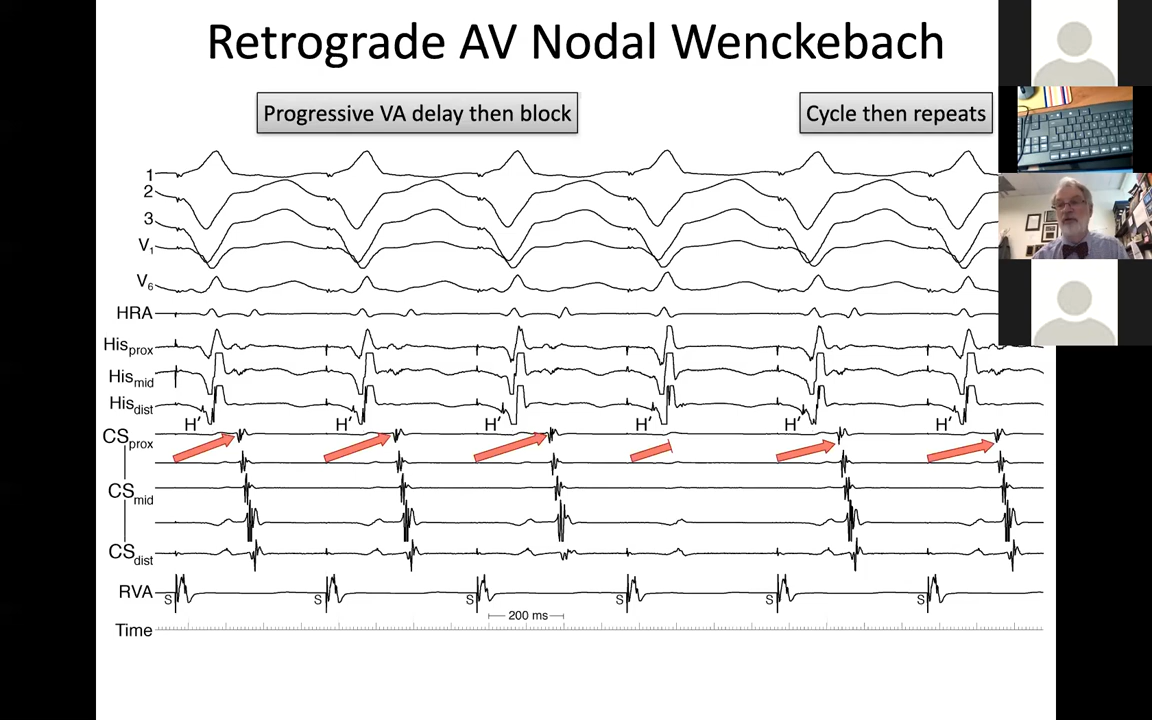 Retrograde AV Nodal Wenckebach
Progressive VA delay then block
Cycle then repeats
1
2
3
V1
V6
HRA
Hisprox
Hismid
Hisdist
H′ H′ H′ H′ H′ H′
CSprox
CSmid
CSdist
RVA
S S S S S S
200 ms
Time